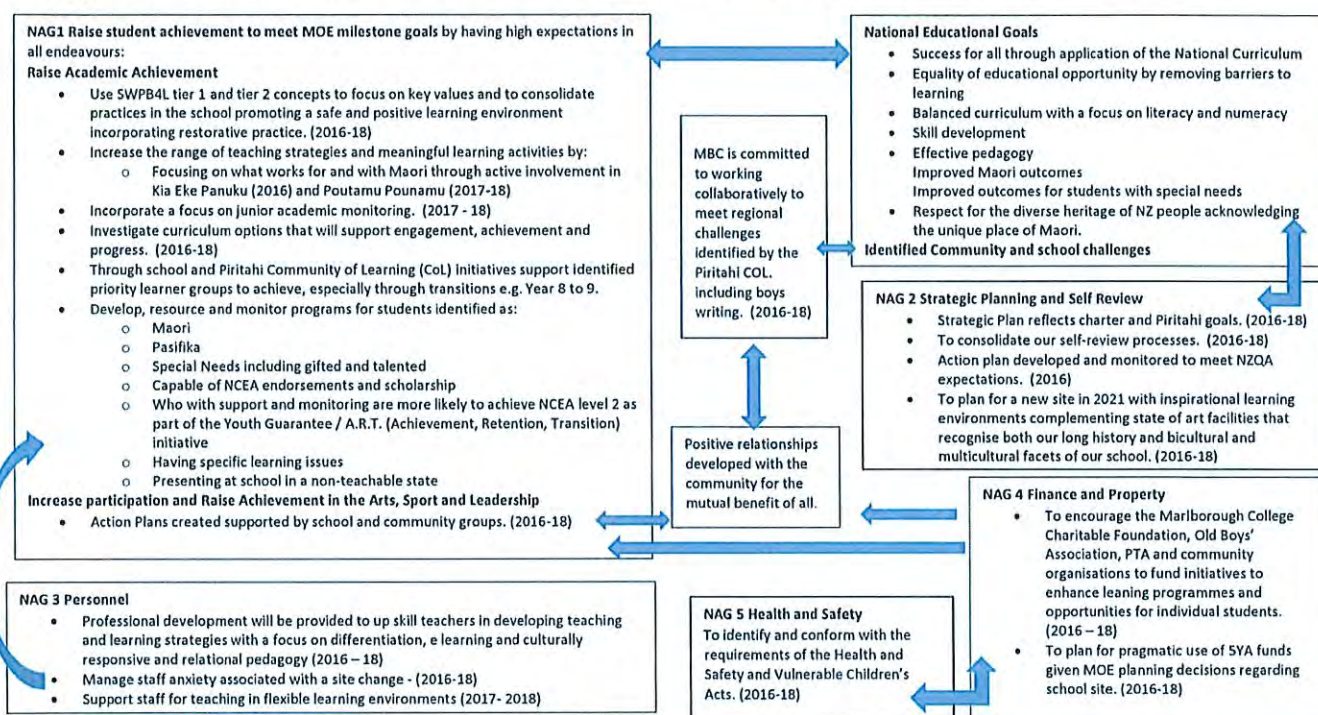 NAG1 Raise student achievement to meet MOE milestone goals by having high expectations in
all endeavours:
Raise Academic Achievement
• Use SWPB4L tier 1 and tier 2 concepts to focus on key values and to consolidate
practices in the school promoting a safe and positive learning environment
incorporating restorative practice. (2016-18)
• Increase the range of teaching strategies and meaningful learning activities by:
o Focusing on what works for and with Maori through active involvement in
Kia Eke Panuku (2016) and Poutamu Pounamu (2017-18)
• Incorporate a focus on junior academic monitoring. (2017 - 18)
• Investigate curriculum options that will support engagement, achievement and
progress. (2016-18)
• Through school and Piritahi Community of Learning (CoL) initiatives support identified
priority learner groups to achieve, especially through transitions e.g. Year 8 to 9.
• Develop, resource and monitor programs for students identified as:
o Maori
o Pasifika
o Special Needs including gifted and talented
o Capable of NCEA endorsements and scholarship
o Who with support and monitoring are more likely to achieve NCEA level 2 as
part of the Youth Guarantee / A.R.T. (Achievement, Retention, Transition)
initiative
o Having specific learning issues
o Presenting at school in a non-teachable state
Increase participation and Raise Achievement in the Arts, Sport and Leadership
• Action Plans created supported by school and community groups. (2016-18)
MBC is committed
to working
collaboratively to
meet regional
challenges
identified by the
Piritahi COL.
including boys
writing. (2016-18)
Positive relationships
developed with the
community for the
mutual benefit of all.
National Educational Goals
• Success for all through application of the National Curriculum
• Equality of educational opportunity by removing barriers to
learning
• Balanced curriculum with a focus on literacy and numeracy
• Skill development
• Effective pedagogy
Improved Maori outcomes
Improved outcomes for students with special needs
• Respect for the diverse heritage of NZ people acknowledging
the unique place of Maori.
Identified Community and school challenges
NAG 2 Strategic Planning and Self Review
• Strategic Plan reflects charter and Piritahi goals. (2016-18)
• To consolidate our self-review processes. (2016-18)
• Action plan developed and monitored to meet NZQA
expectations. (2016)
• To plan for a new site in 2021 with inspirational learning
environments complementing state of art facilities that
recognise both our long history and bicultural and
multicultural facets of our school. (2016-18)
NAG 3 Personnel
• Professional development will be provided to up skill teachers in developing teaching
and learning strategies with a focus on differentiation, e learning and culturally
responsive and relational pedagogy (2016 – 18)
• Manage staff anxiety associated with a site change - (2016-18)
• Support staff for teaching in flexible learning environments (2017- 2018)
NAG 5 Health and Safety
To identify and conform with the
requirements of the Health and
Safety and Vulnerable Children's
Acts. (2016-18)
NAG 4 Finance and Property
• To encourage the Marlborough College
Charitable Foundation, Old Boys'
Association, PTA and community
organisations to fund initiatives to
enhance leaning programmes and
opportunities for individual students.
(2016 – 18)
• To plan for pragmatic use of 5YA funds
given MOE planning decisions regarding
school site. (2016-18)